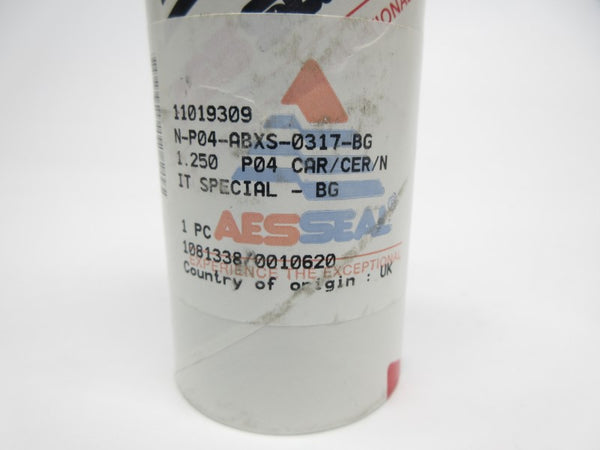 IONAL
11019309
N-P04-ABXS-0317-BG
1.250 P04 CAR/CER/N
IT SPECIAL - BG
AESSEAL®
1 PC
1081338/0010620
EXPERIENCE THE EXCEPTIONAL
Country of origin : UK